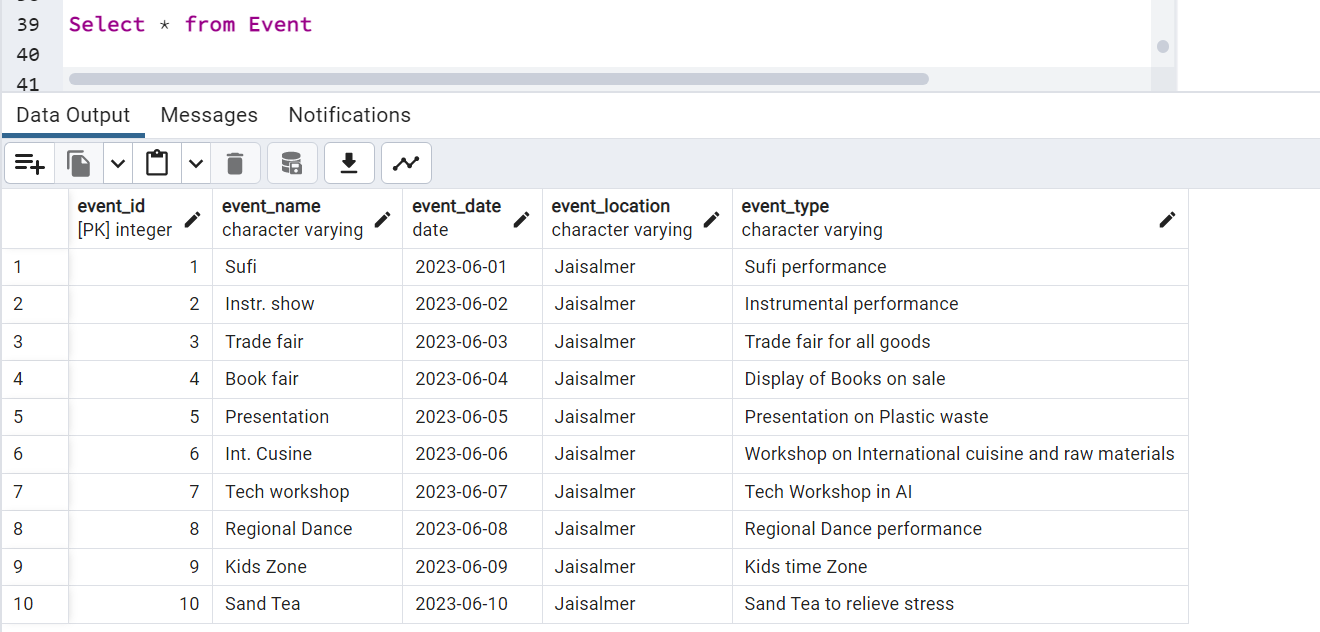 39 Select * from Event
40
41
Data Output Messages Notifications
event_id event_name event_date event_location event_type
[PK] integer character varying date character varying character varying
1 1 Sufi 2023-06-01 Jaisalmer Sufi performance
2 2 Instr. show 2023-06-02 Jaisalmer Instrumental performance
3 3 Trade fair 2023-06-03 Jaisalmer Trade fair for all goods
4 4 Book fair 2023-06-04 Jaisalmer Display of Books on sale
5 5 Presentation 2023-06-05 Jaisalmer Presentation on Plastic waste
6 6 Int. Cusine 2023-06-06 Jaisalmer Workshop on International cuisine and raw materials
7 7 Tech workshop 2023-06-07 Jaisalmer Tech Workshop in AI
8 8 Regional Dance 2023-06-08 Jaisalmer Regional Dance performance
9 9 Kids Zone 2023-06-09 Jaisalmer Kids time Zone
10 10 Sand Tea 2023-06-10 Jaisalmer Sand Tea to relieve stress